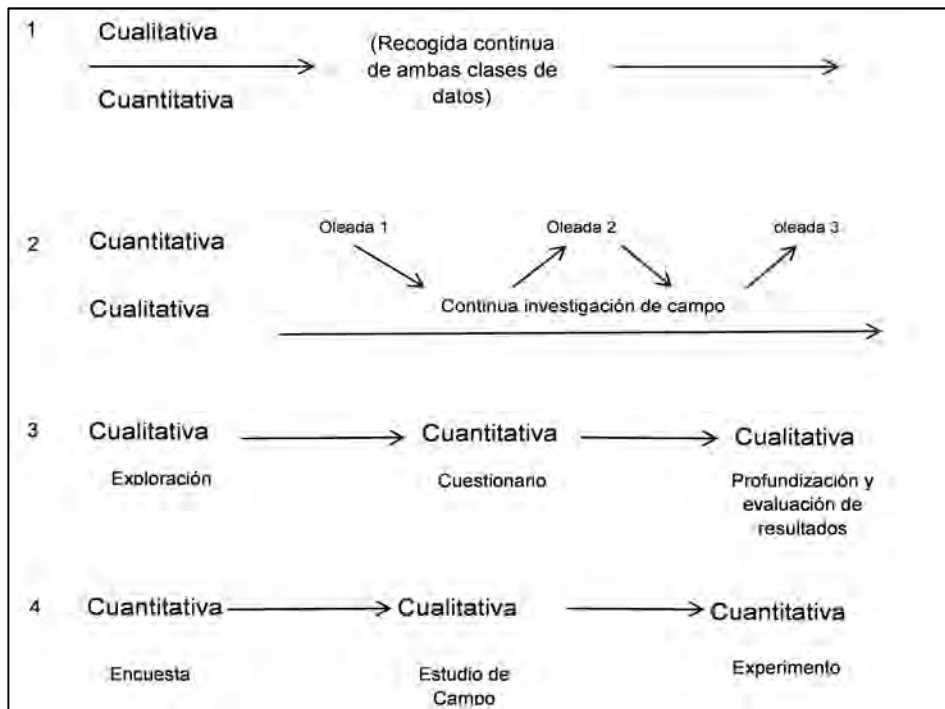 1
Cualitativa
Cuantitativa
(Recogida continua
de ambas clases de
datos)
2
Cuantitativa
Cualitativa
Oleada 1
Oleada 2
oleada 3
Continua investigación de campo
3
Cualitativa
Cuantitativa
Cualitativa
Exploración
Cuestionario
Profundización y
evaluación de
resultados
4
Cuantitativa
Cualitativa
Cuantitativa
Encuesta
Estudio de
Campo
Experimento